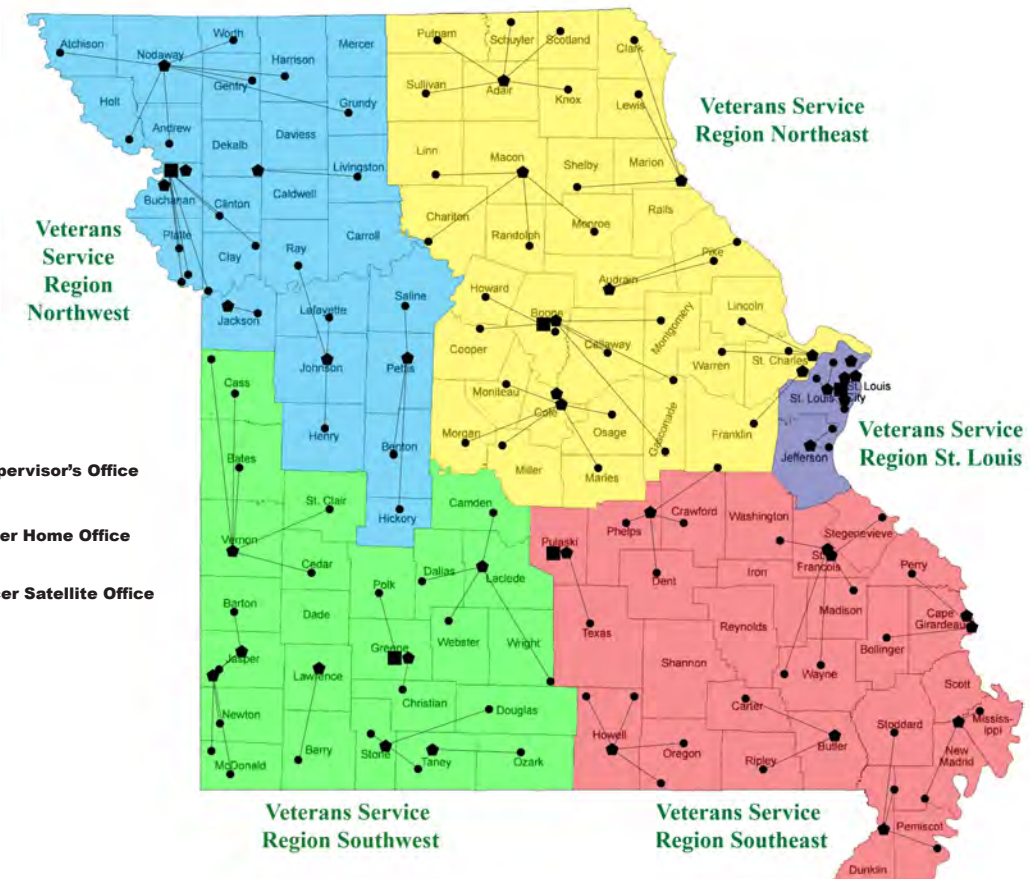 Atchison
Nodaway
Worth
Harrison
Mercer
Putnam
Schuyler
Scotland
Clark
Holt
Gentry
Grundy
Sullivan
Adair
Knox
Lewis
Veterans Service
Region Northeast
Andrew
Dekalb
Daviess
Livingston
Linn
Macon
Shelby
Marion
Buchanan
Clinton
Caldwell
Chariton
Randolph
Monroe
Ralls
Veterans
Service
Region
Northwest
Platte
Clay
Ray
Carroll
Audrain
Pike
Jackson
Lafayette
Saline
Howard
Boone
Callaway
Montgomery
Lincoln
Cooper
Warren
St. Charles
Johnson
Pettis
Moniteau
Cole
Osage
Gasconade
Franklin
St. Louis
St. Louis
City
Cass
Henry
Benton
Morgan
Miller
Maries
Jefferson
Veterans Service
Region St. Louis
Bates
pervisor's Office
St. Clair
Hickory
Camden
Phelps
Crawford
Washington
Stegenevieve
er Home Office
Vernon
Cedar
Polk
Dallas
Laclede
Pulaski
Dent
Iron
St.
Francois
Perry
cer Satellite Office
Barton
Dade
Greene
Webster
Wright
Texas
Reynolds
Madison
Cape
Girardeau
Jasper
Lawrence
Christian
Shannon
Bollinger
Wayne
Scott
Newton
Douglas
Howell
Carter
Stoddard
Mississ-
ippi
McDonald
Barry
Stone
Taney
Ozark
Oregon
Ripley
Butler
New
Madrid
Veterans Service
Region Southwest
Veterans Service
Region Southeast
Pemiscot
Dunklin